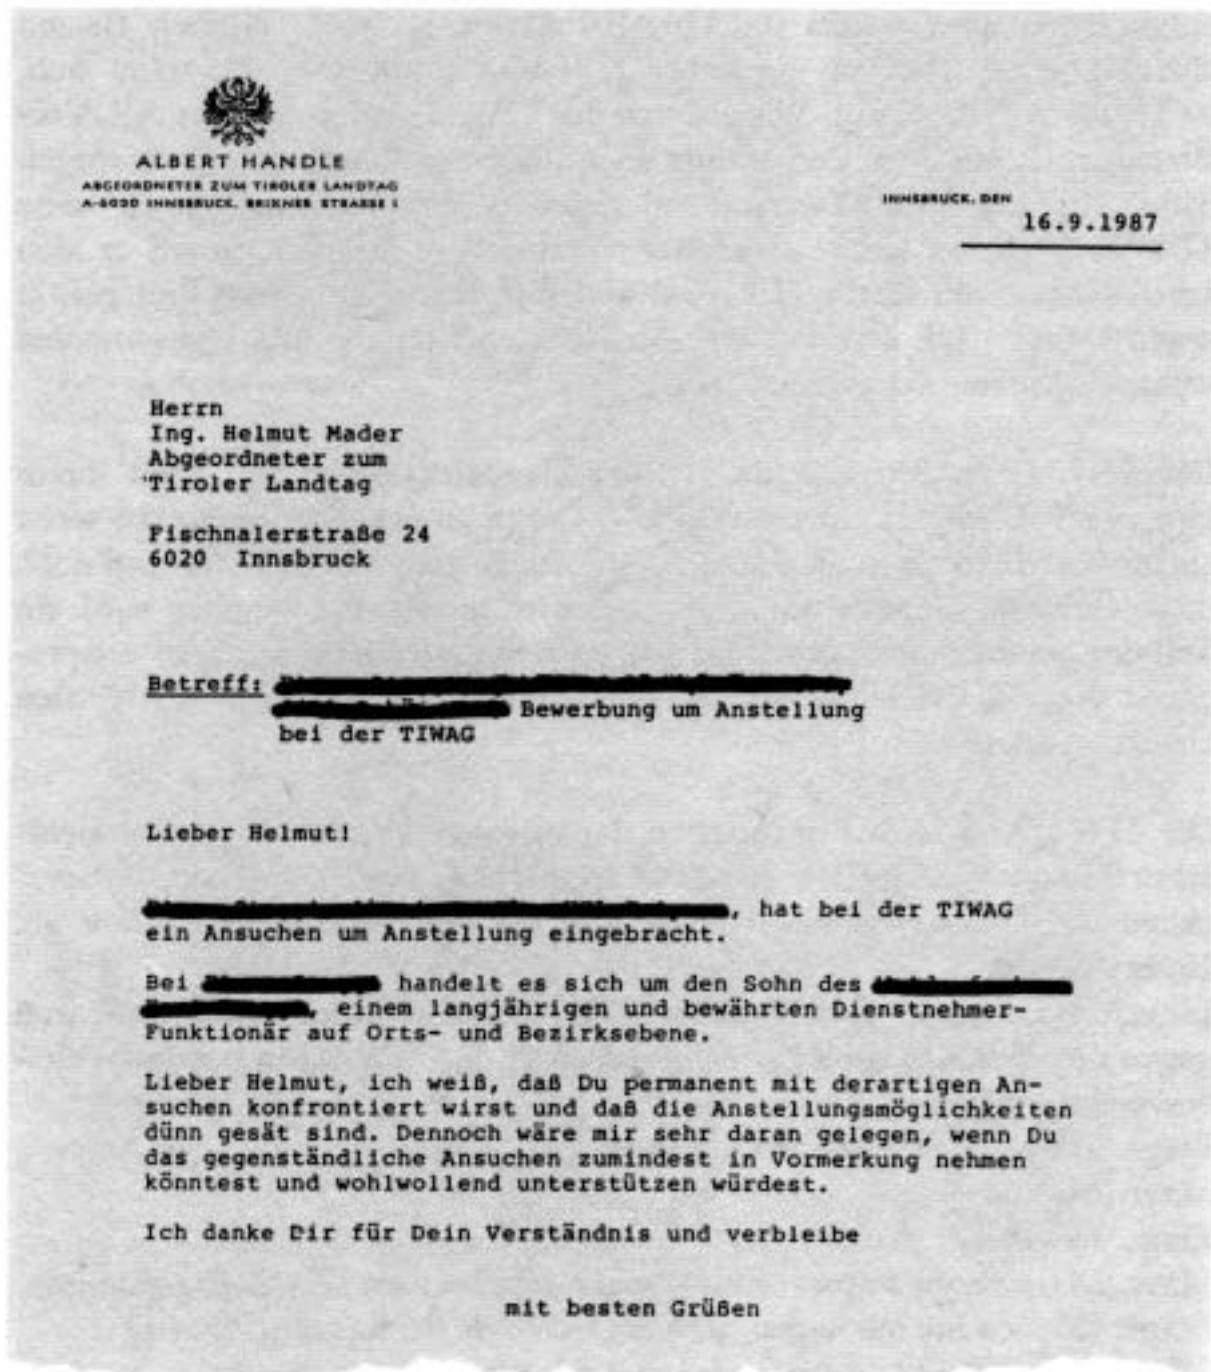 ALBERT HANDLE
ABGEORDNETER ZUM TIROLER LANDTAG
A-6020 INNSBRUCK, BRIXNER STRASSE 1
INNSBRUCK, DEN
16.9.1987
Herrn
Ing. Helmut Mader
Abgeordneter zum
Tiroler Landtag
Fischnalerstraße 24
6020 Innsbruck
Betreff:
Bewerbung um Anstellung
bei der TIWAG
Lieber Helmut!
, hat bei der TIWAG
ein Ansuchen um Anstellung eingebracht.
Bei handelt es sich um den Sohn des
, einem langjährigen und bewährten Dienstnehmer-
Funktionär auf Orts- und Bezirksebene.
Lieber Helmut, ich weiß, daß Du permanent mit derartigen An-
suchen konfrontiert wirst und daß die Anstellungsmöglichkeiten
dünn gesät sind. Dennoch wäre mir sehr daran gelegen, wenn Du
das gegenständliche Ansuchen zumindest in Vormerkung nehmen
könntest und wohlwollend unterstützen würdest.
Ich danke Dir für Dein Verständnis und verbleibe
mit besten Grüßen